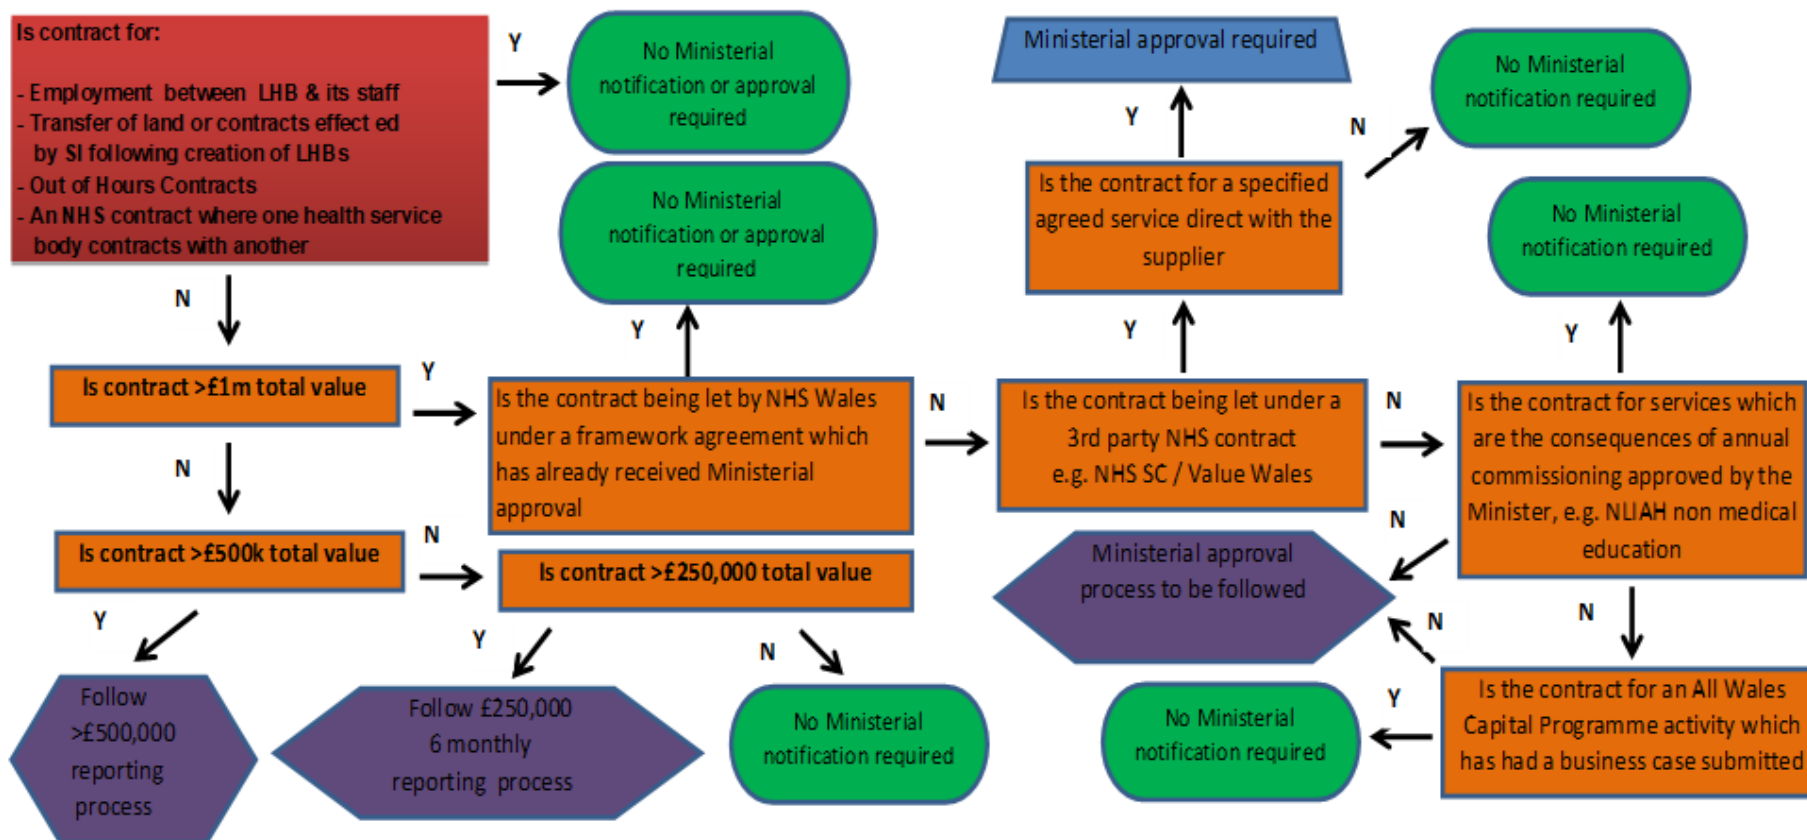 Is contract for:
- Employment between LHB & its staff
- Transfer of land or contracts effect ed
by SI following creation of LHBs
- Out of Hours Contracts
- An NHS contract where one health service
body contracts with another
Y
No Ministerial
notification or approval
required
N
Is contract >£1m total value
Y
Is the contract being let by NHS Wales
under a framework agreement which
has already received Ministerial
approval
Y
No Ministerial
notification or approval
required
N
Is the contract being let under a
3rd party NHS contract
e.g. NHS SC / Value Wales
Y
Is the contract for a specified
agreed service direct with the
supplier
Y
Ministerial approval required
N
No Ministerial
notification required
N
Is the contract for services which
are the consequences of annual
commissioning approved by the
Minister, e.g. NLIAH non medical
education
Y
No Ministerial
notification required
N
Ministerial approval
process to be followed
N
Is the contract for an All Wales
Capital Programme activity which
has had a business case submitted
N
Y
No Ministerial
notification required
N
Is contract >£500k total value
N
Is contract >£250,000 total value
Y
Follow
>£500,000
reporting
process
Y
Follow £250,000
6 monthly
reporting process
N
No Ministerial
notification required